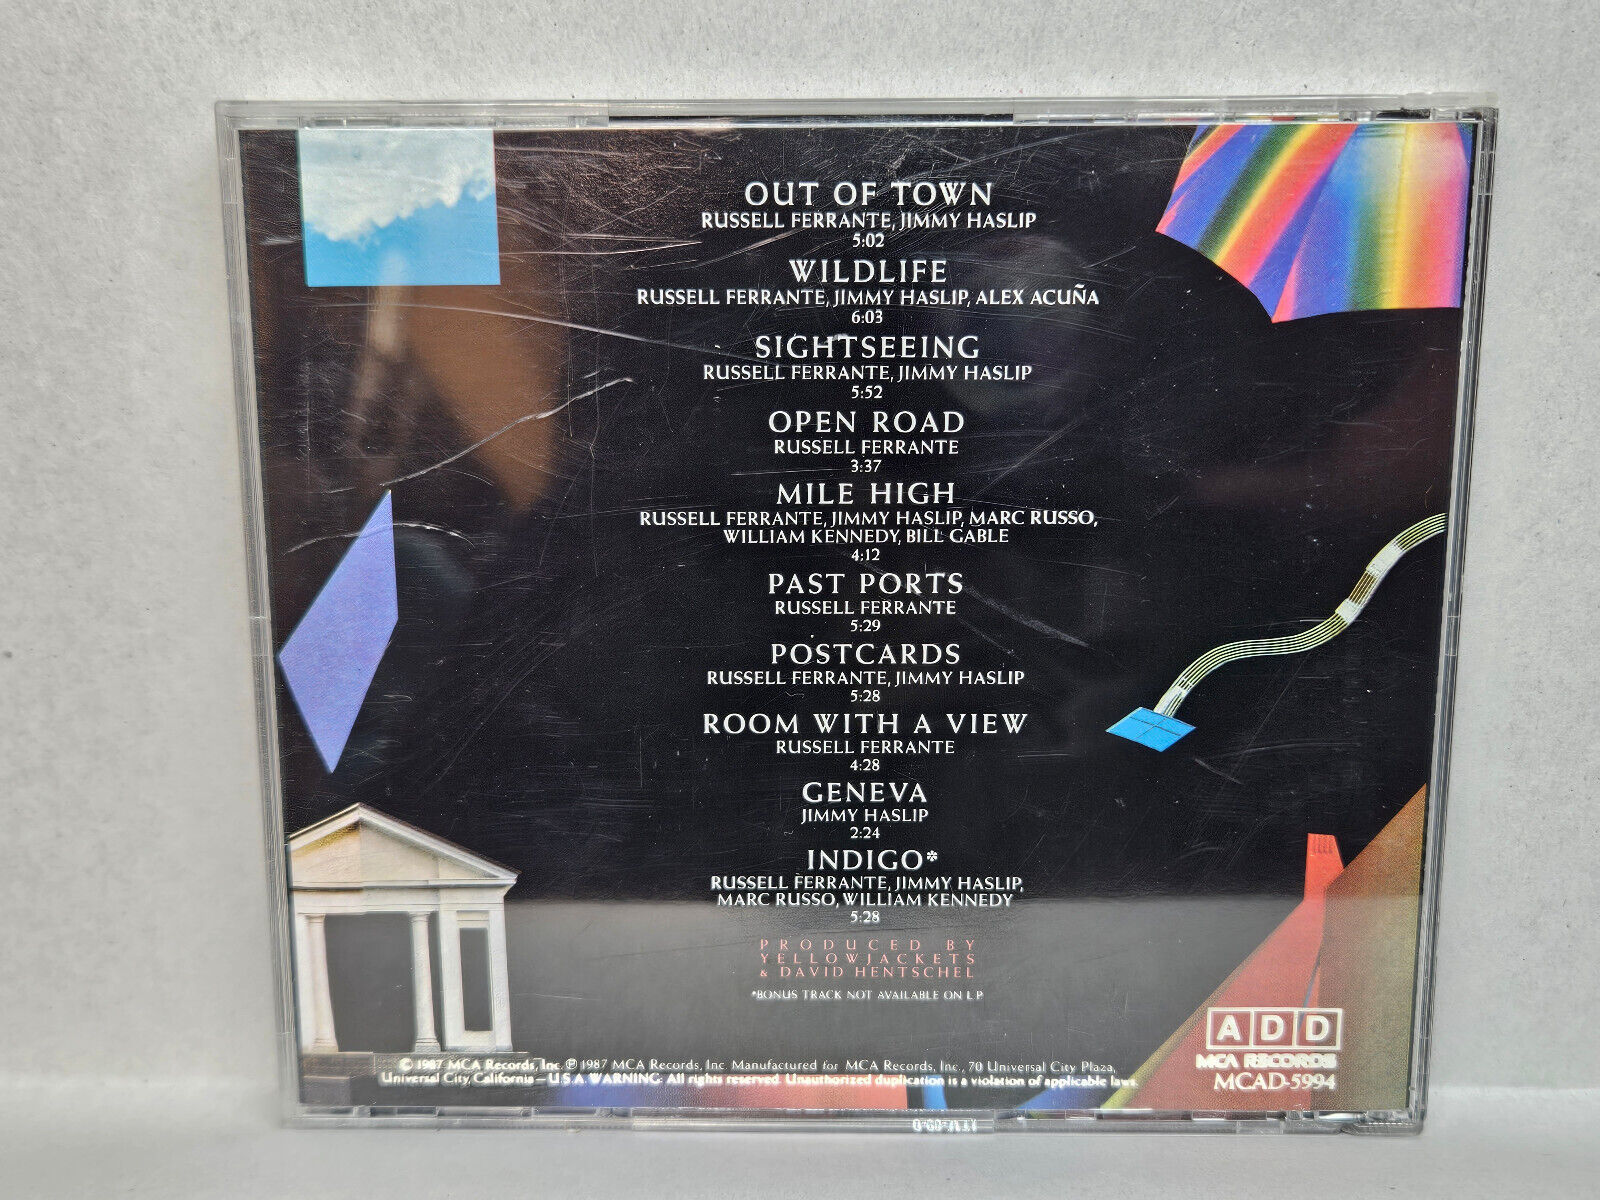 OUT OF TOWN
RUSSELL FERRANTE, JIMMY HASLIP
5:02
WILDLIFE
RUSSELL FERRANTE, JIMMY HASLIP, ALEX ACUÑA
6:03
SIGHTSEEING
RUSSELL FERRANTE, JIMMY HASLIP
5:52
OPEN ROAD
RUSSELL FERRANTE
3:37
MILE HIGH
RUSSELL FERRANTE, JIMMY HASLIP, MARC RUSSO,
WILLIAM KENNEDY, BILL GABLE
4:12
PAST PORTS
RUSSELL FERRANTE
5:29
POSTCARDS
RUSSELL FERRANTE, JIMMY HASLIP
5:28
ROOM WITH A VIEW
RUSSELL FERRANTE
4:28
GENEVA
JIMMY HASLIP
2:24
INDIGO*
RUSSELL FERRANTE, JIMMY HASLIP,
MARC RUSSO, WILLIAM KENNEDY
5:28
PRODUCED BY
YELLOWJACKETS
& DAVID HENTSCHEL
*BONUS TRACK NOT AVAILABLE ON LP
ADD
MCA RECORDS
MCAD-5994
© 1987 MCA Records, Inc. ℗ 1987 MCA Records, Inc. Manufactured for MCA Records, Inc., 70 Universal City Plaza,
Universal City, California—U.S.A. WARNING: All rights reserved. Unauthorized duplication is a violation of applicable laws.